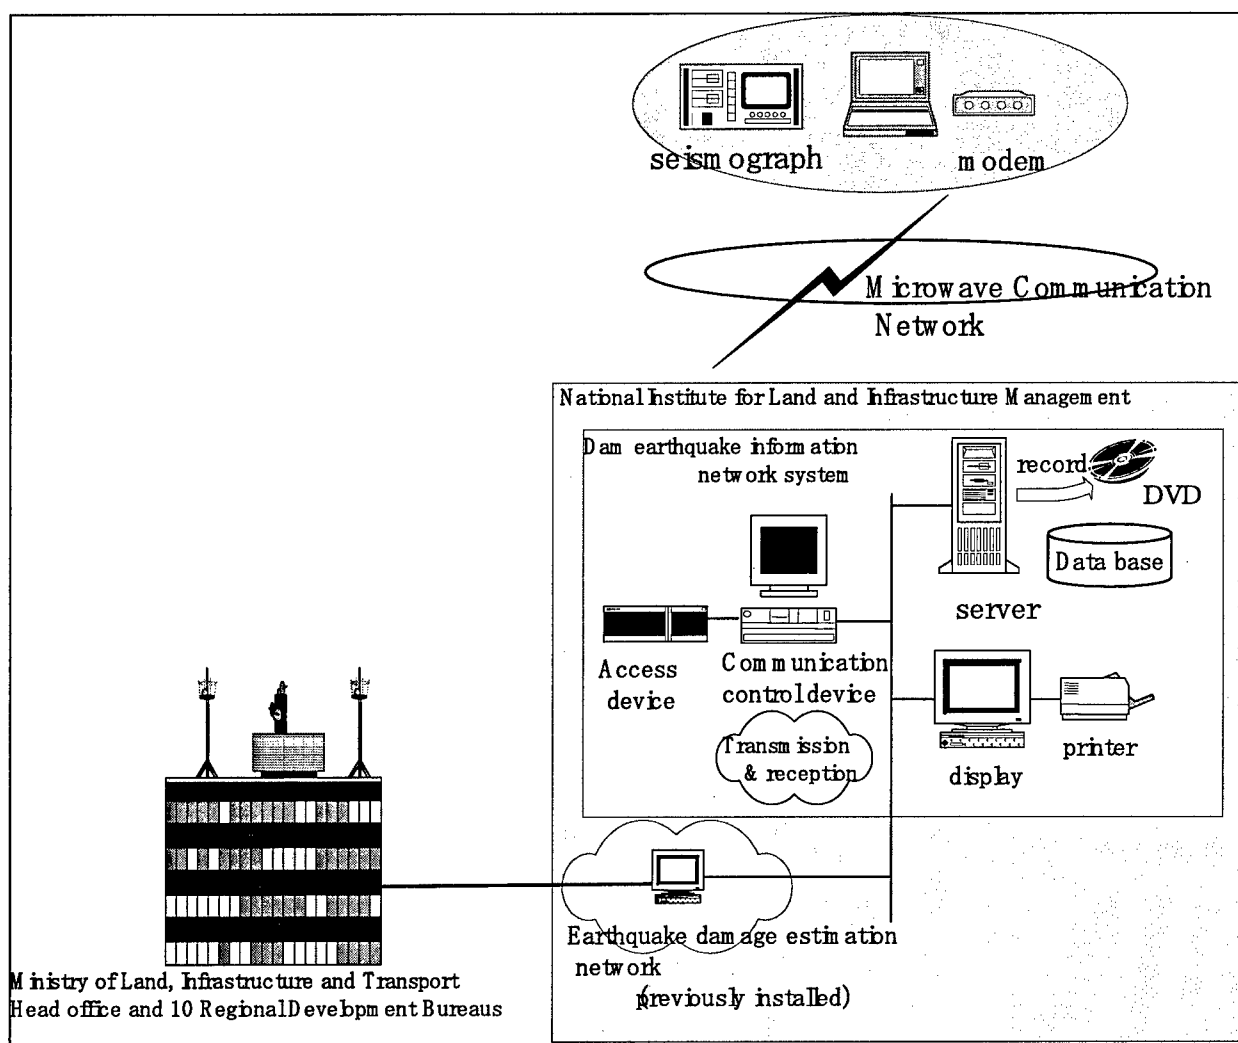 seismograph
modem
Microwave Communication
Network
National Institute for Land and Infrastructure Management
Dam earthquake information
network system
record
DVD
Data base
server
Access
device
Communication
control device
Transmission
& reception
display
printer
Earthquake damage estimation
network
(previously installed)
Ministry of Land, Infrastructure and Transport
Head office and 10 Regional Development Bureaus